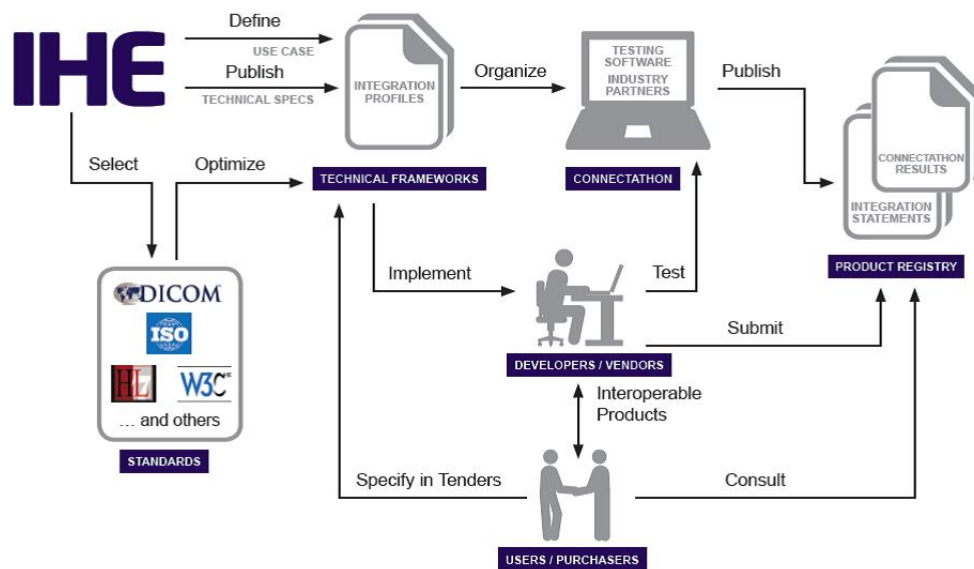 IHE
Define
USE CASE
Publish
TECHNICAL SPECS
INTEGRATION
PROFILES
TECHNICAL FRAMEWORKS
Organize
TESTING
SOFTWARE
INDUSTRY
PARTNERS
CONNECTATHON
Publish
CONNECTATHON
RESULTS
INTEGRATION
STATEMENTS
PRODUCT REGISTRY
Select
Optimize
DICOM
ISO
HL7
W3C
... and others
STANDARDS
Implement
Test
DEVELOPERS / VENDORS
Submit
Interoperable
Products
Specify in Tenders
Consult
USERS / PURCHASERS